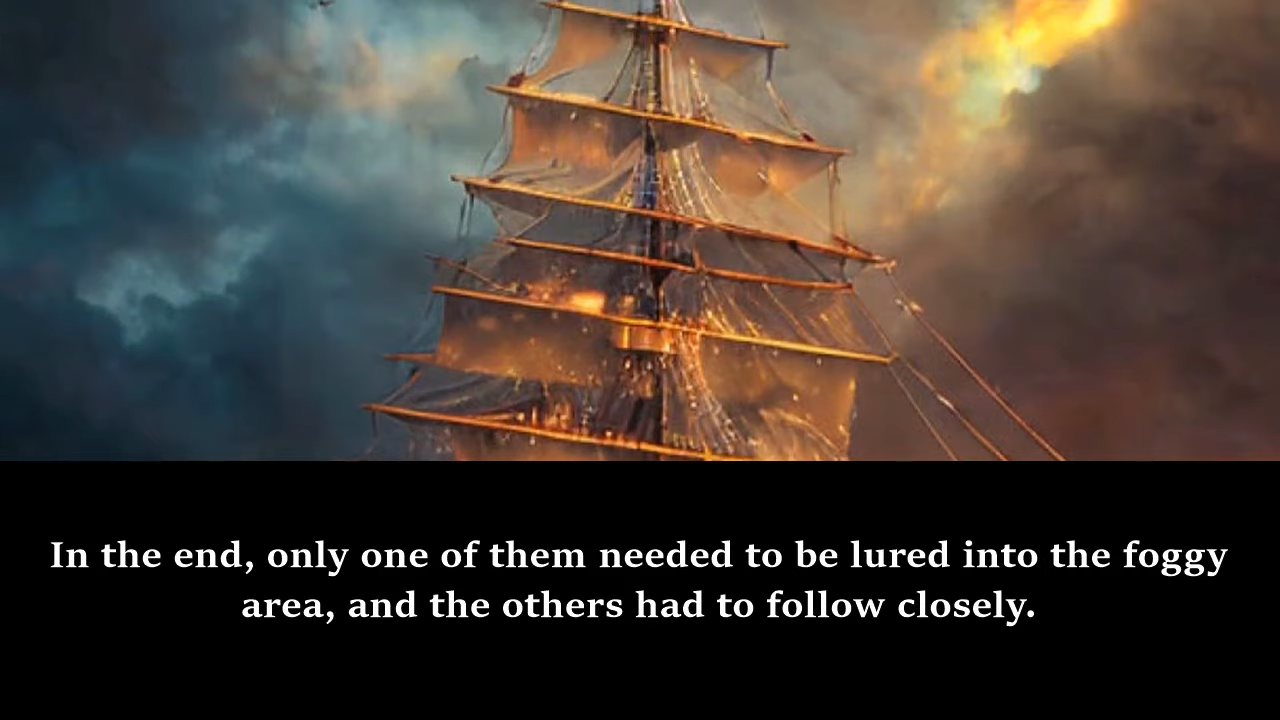 In the end, only one of them needed to be lured into the foggy
area, and the others had to follow closely.